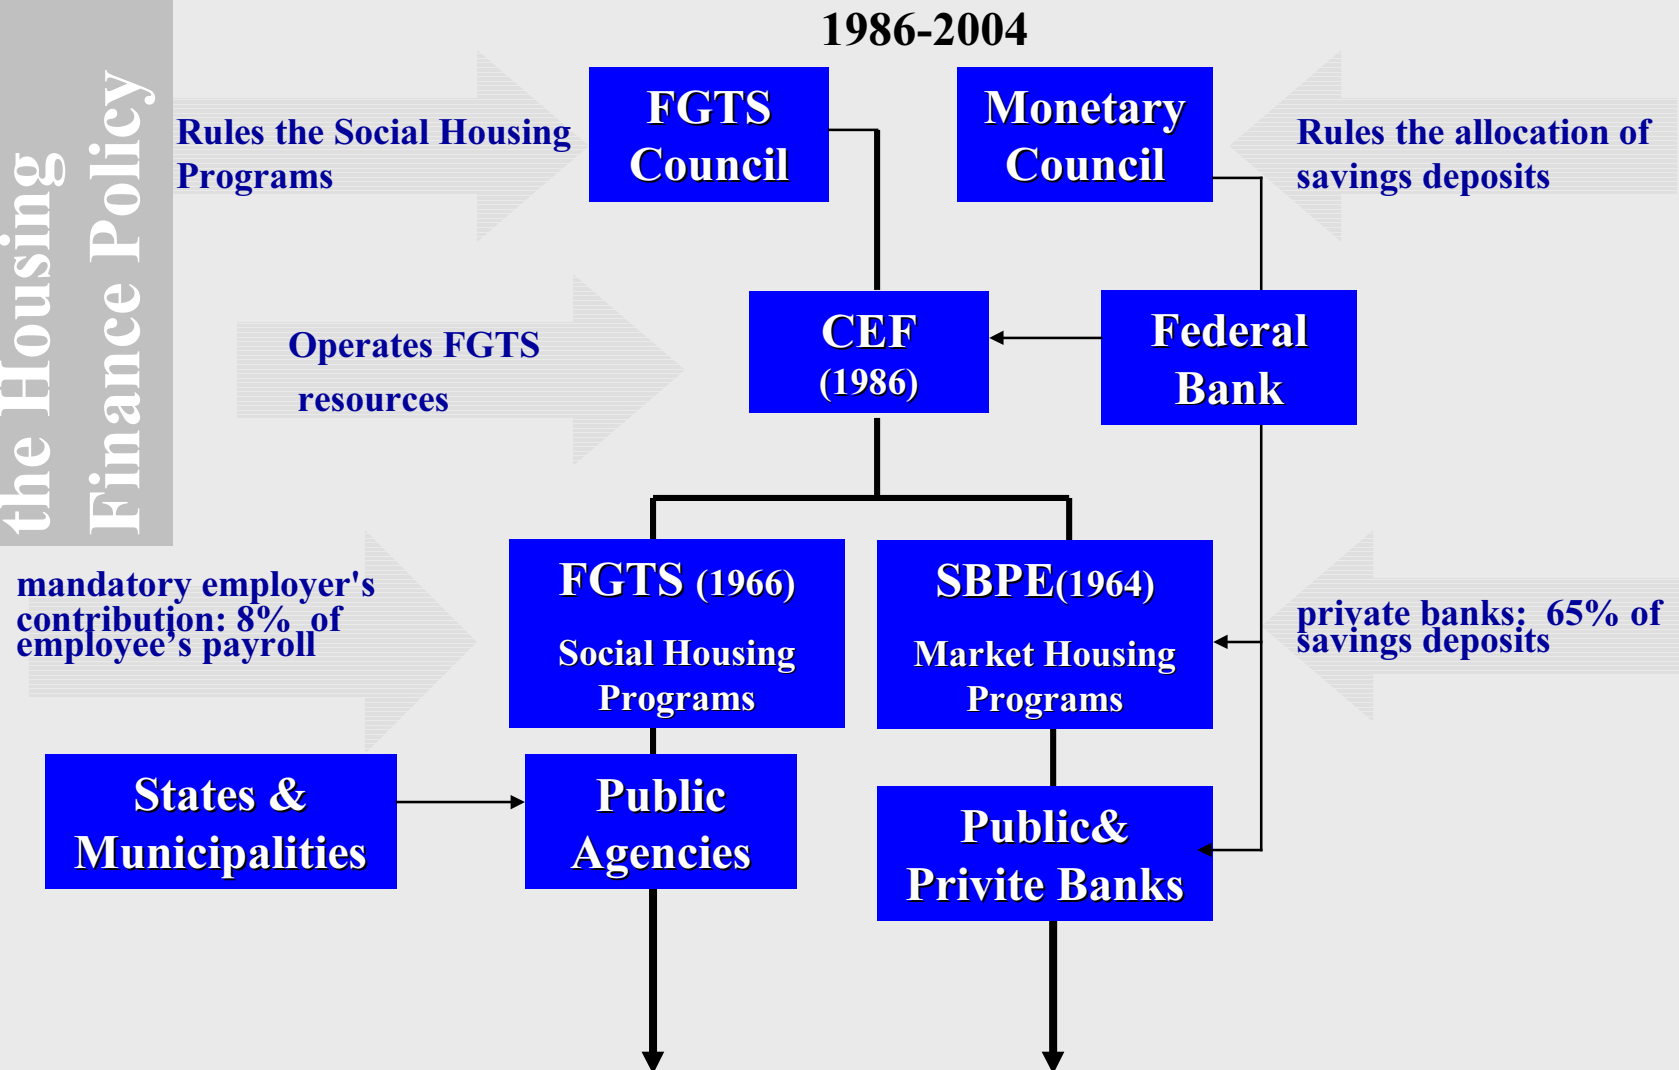 1986-2004
the Housing
Finance Policy
Rules the Social Housing
Programs
FGTS
Council
Monetary
Council
Rules the allocation of
savings deposits
Operates FGTS
resources
CEF
(1986)
Federal
Bank
mandatory employer's
contribution: 8% of
employee’s payroll
FGTS (1966)
Social Housing
Programs
SBPE(1964)
Market Housing
Programs
private banks: 65% of
savings deposits
States &
Municipalities
Public
Agencies
Public&
Privite Banks